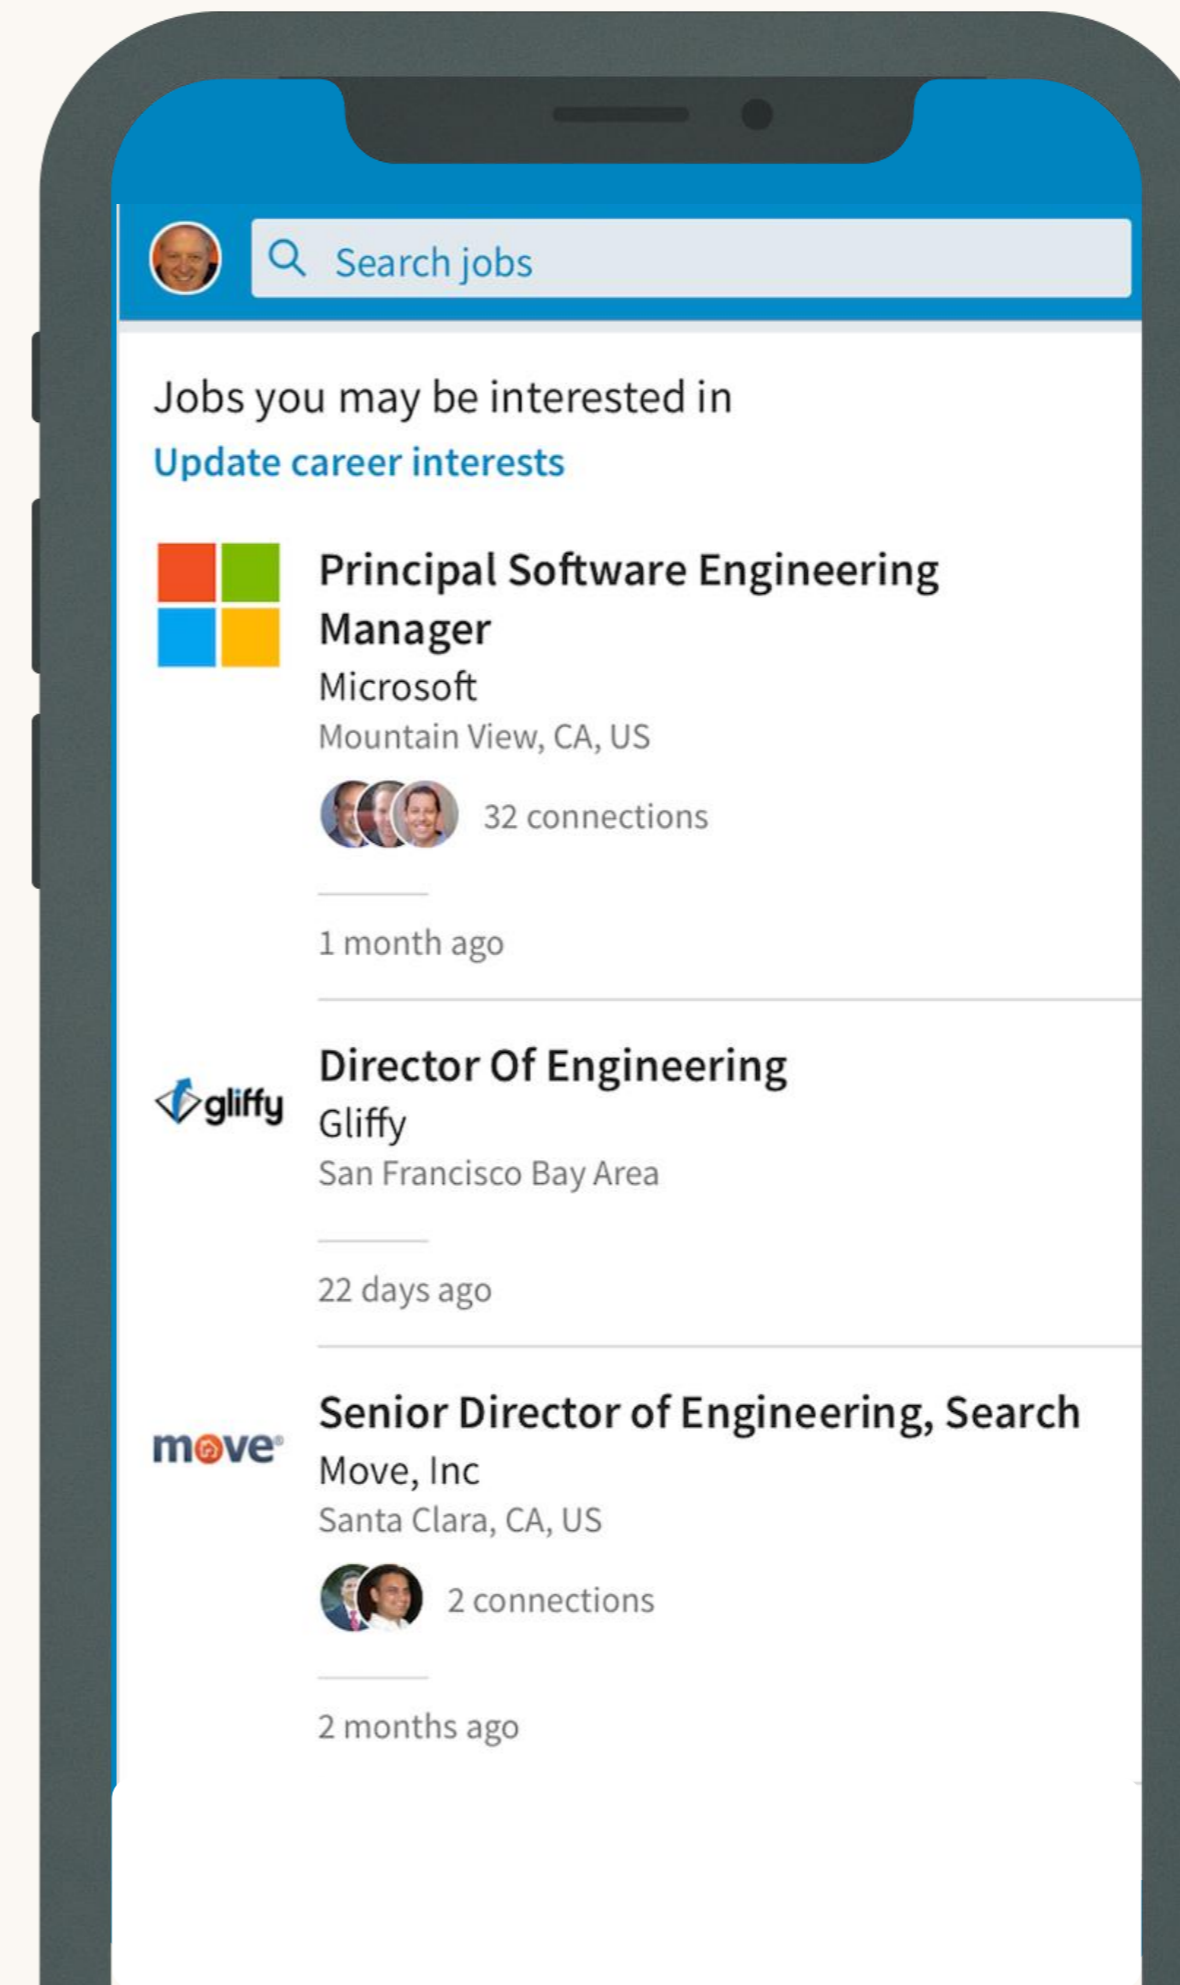 Search jobs
Jobs you may be interested in
Update career interests
Principal Software Engineering
Manager
Microsoft
Mountain View, CA, US
32 connections
1 month ago
gliffy
Director Of Engineering
Gliffy
San Francisco Bay Area
22 days ago
move®
Senior Director of Engineering, Search
Move, Inc
Santa Clara, CA, US
2 connections
2 months ago